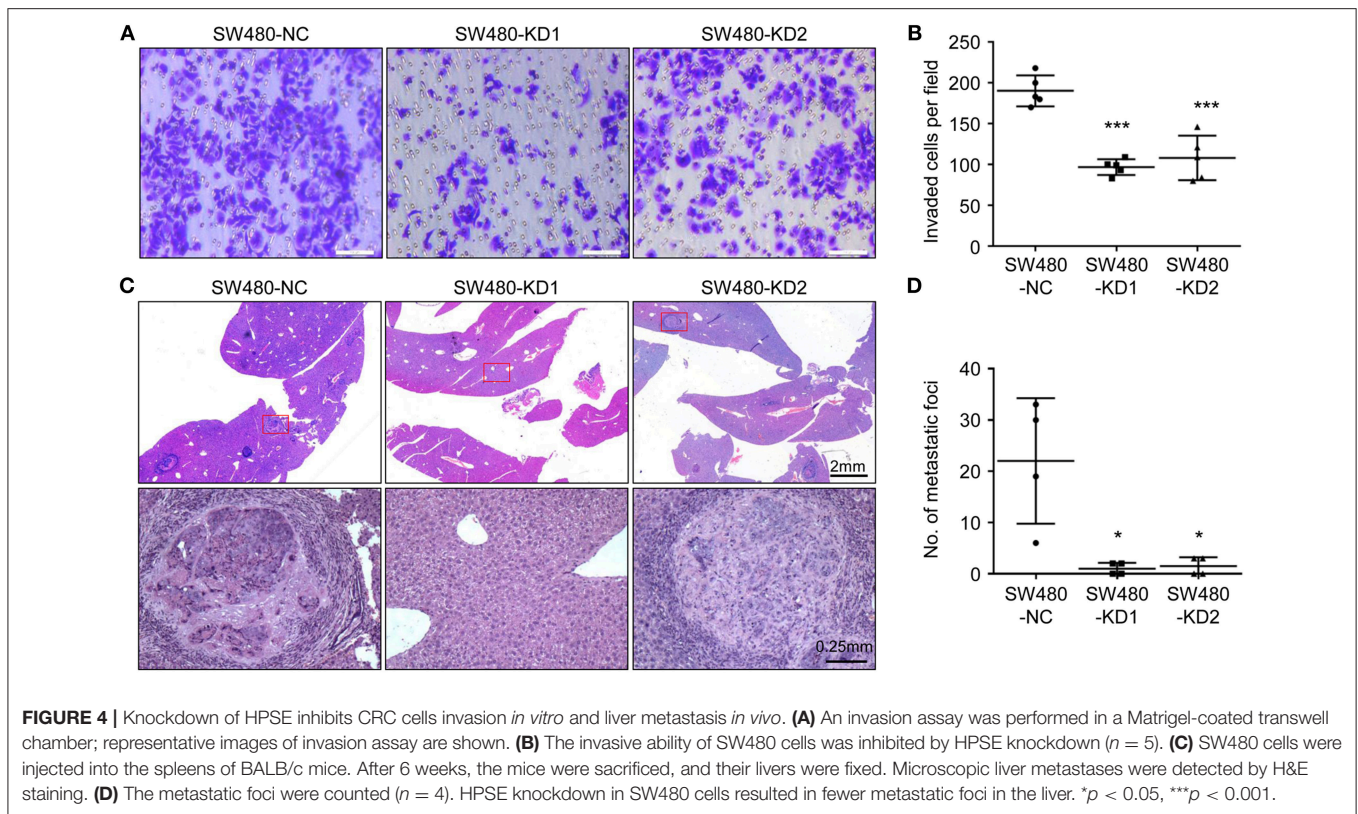 A
SW480-NC SW480-KD1 SW480-KD2
B
Invaded cells per field
250
200
150
100
50
0
***
***
SW480 SW480 SW480
-NC -KD1 -KD2
C
SW480-NC SW480-KD1 SW480-KD2
2mm
0.25mm
D
No. of metastatic foci
40
30
20
10
0
*
*
SW480 SW480 SW480
-NC -KD1 -KD2
FIGURE 4 | Knockdown of HPSE inhibits CRC cells invasion in vitro and liver metastasis in vivo. (A) An invasion assay was performed in a Matrigel-coated transwell
chamber; representative images of invasion assay are shown. (B) The invasive ability of SW480 cells was inhibited by HPSE knockdown (n = 5). (C) SW480 cells were
injected into the spleens of BALB/c mice. After 6 weeks, the mice were sacrificed, and their livers were fixed. Microscopic liver metastases were detected by H&E
staining. (D) The metastatic foci were counted (n = 4). HPSE knockdown in SW480 cells resulted in fewer metastatic foci in the liver. *p < 0.05, ***p < 0.001.